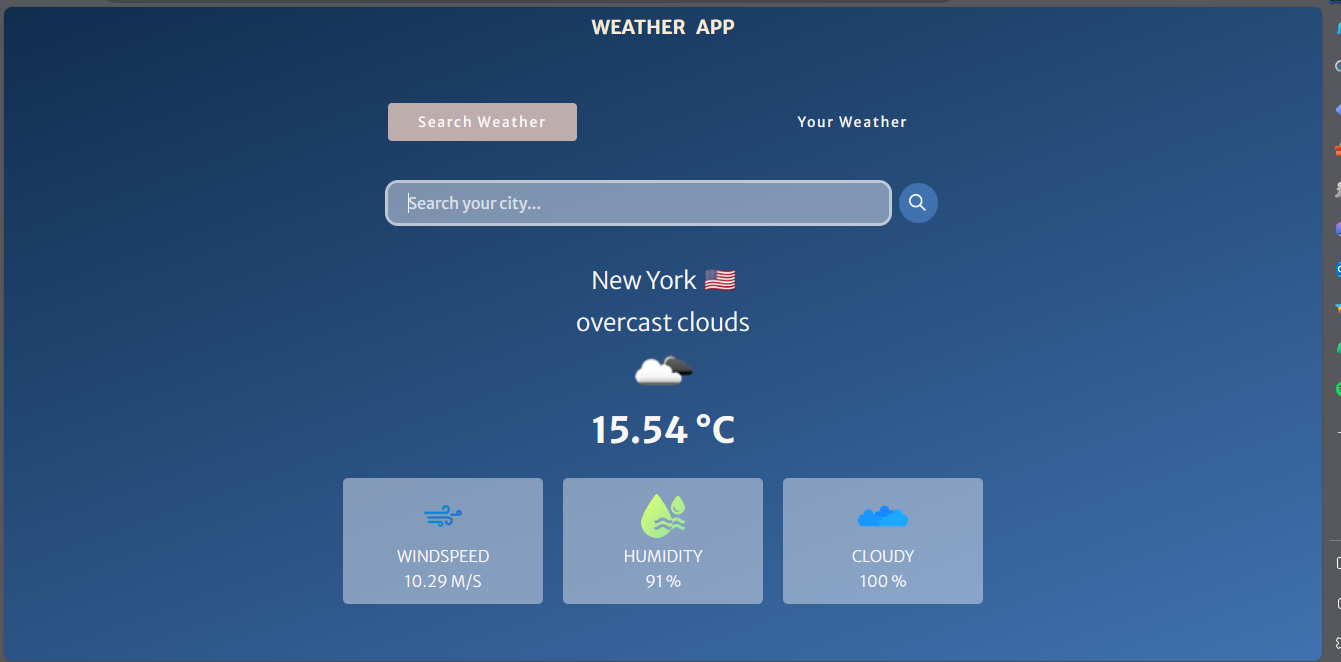 WEATHER APP
Search Weather
Your Weather
Search your city...
New York
overcast clouds
15.54 °C
WINDSPEED
10.29 M/S
HUMIDITY
91 %
CLOUDY
100 %